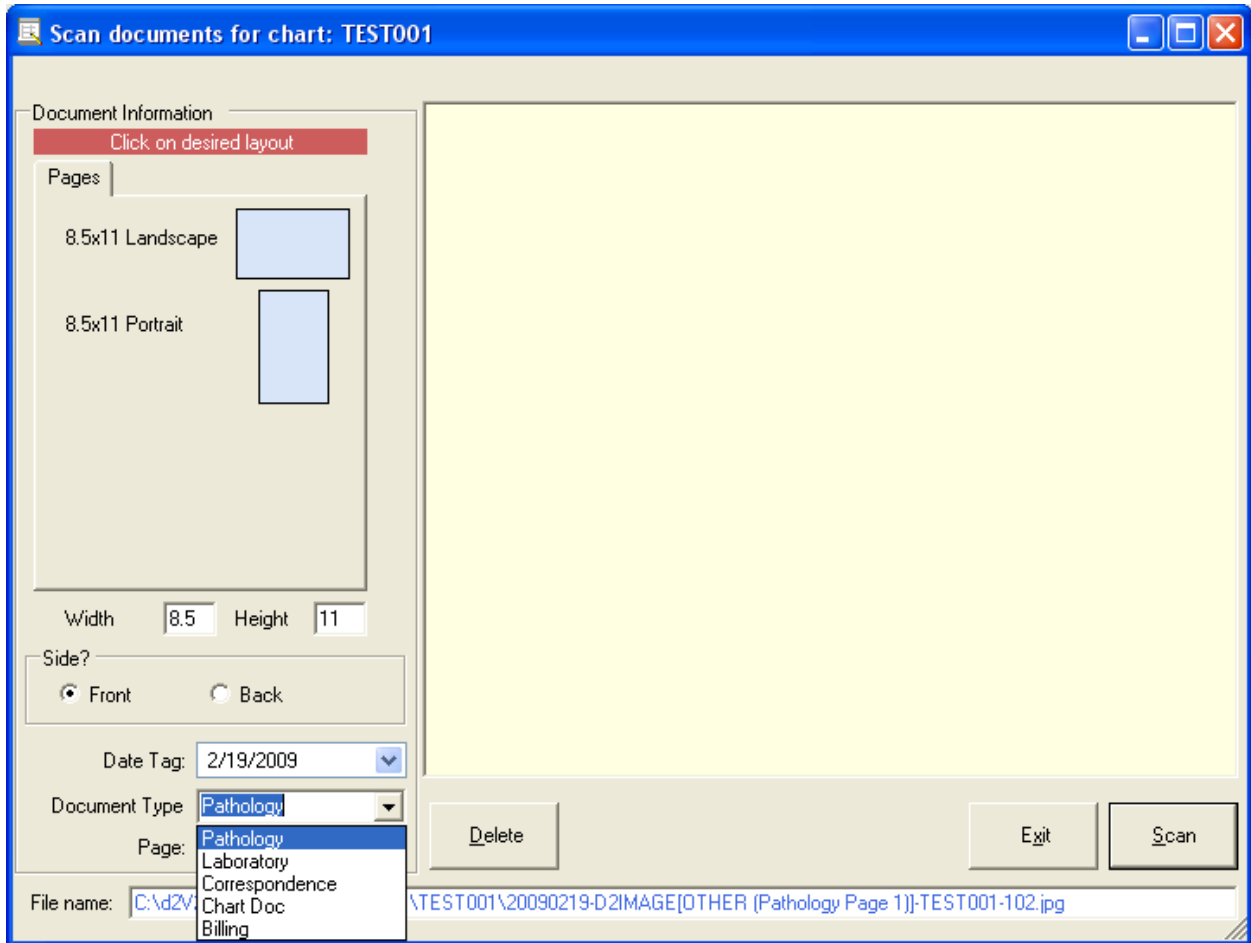 Scan documents for chart: TEST001
Document Information
Click on desired layout
Pages
8.5x11 Landscape
8.5x11 Portrait
Width 8.5 Height 11
Side?
Front Back
Date Tag: 2/19/2009
Document Type Pathology
Page:
Pathology
Laboratory
Correspondence
Chart Doc
Billing
Delete Exit Scan
File name: C:\d2V \TEST001\20090219-D2IMAGE[OTHER (Pathology Page 1)]-TEST001-102.jpg